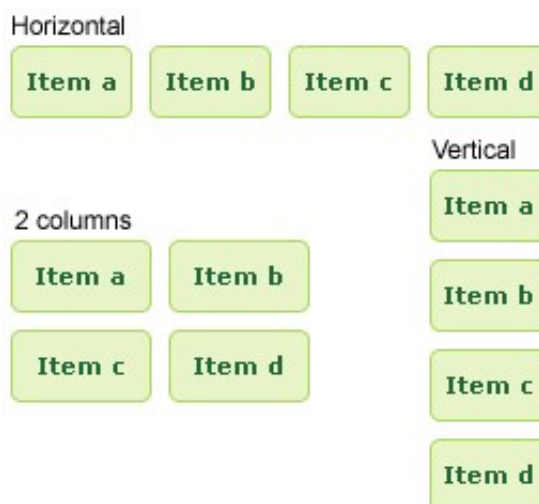 Horizontal
Item a Item b Item c Item d
2 columns
Item a Item b
Item c Item d
Vertical
Item a
Item b
Item c
Item d